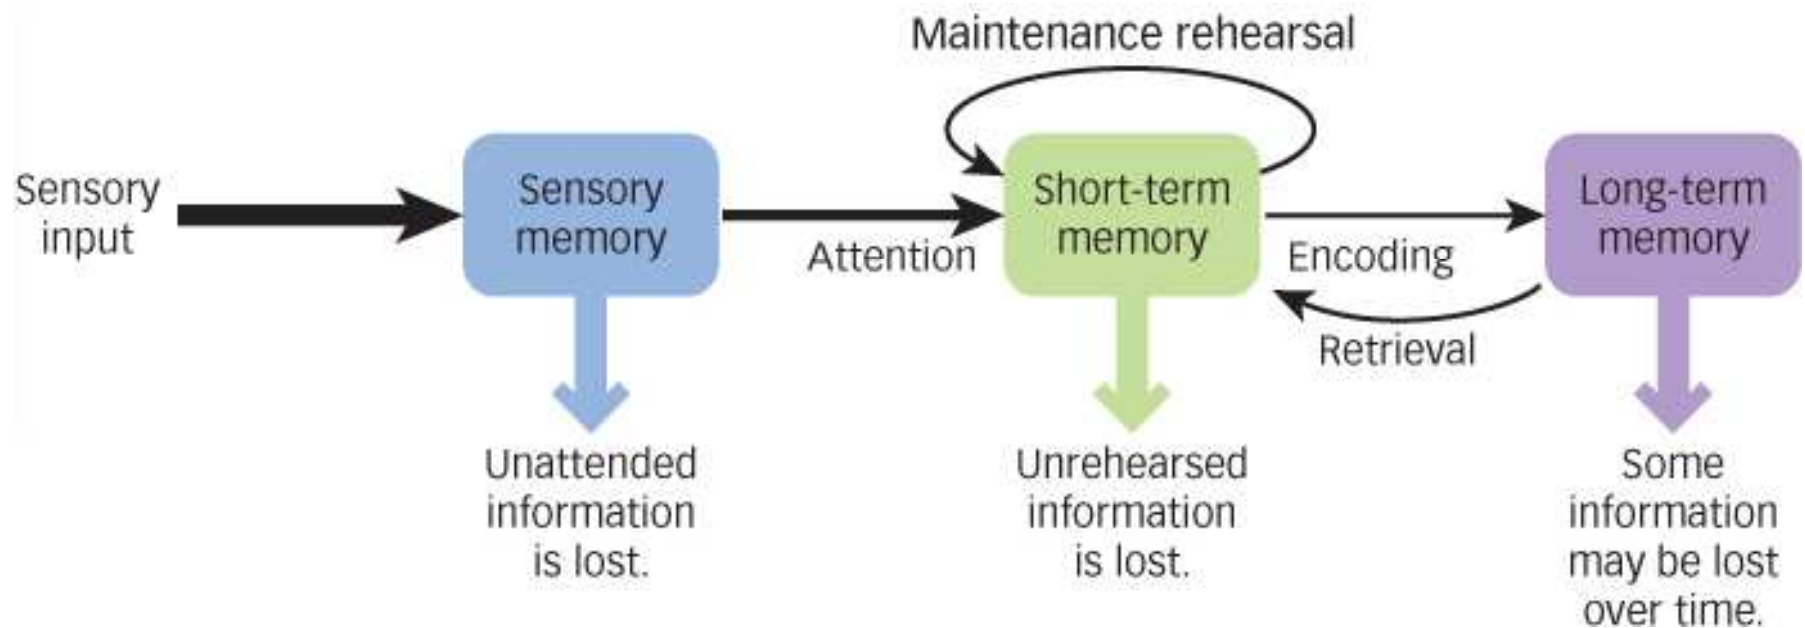 Maintenance rehearsal
Sensory
input
Sensory
memory
Attention
Short-term
memory
Encoding
Retrieval
Long-term
memory
Unattended
information
is lost.
Unrehearsed
information
is lost.
Some
information
may be lost
over time.